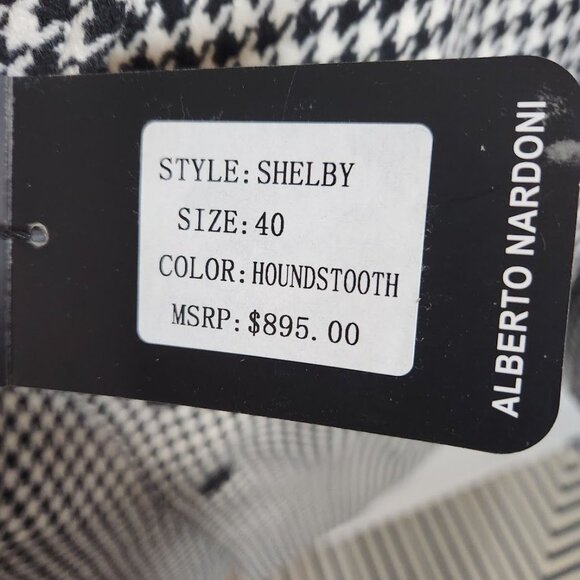 STYLE: SHELBY
SIZE: 40
COLOR: HOUNDSTOOTH
MSRP: $895.00
ALBERTO NARDONI